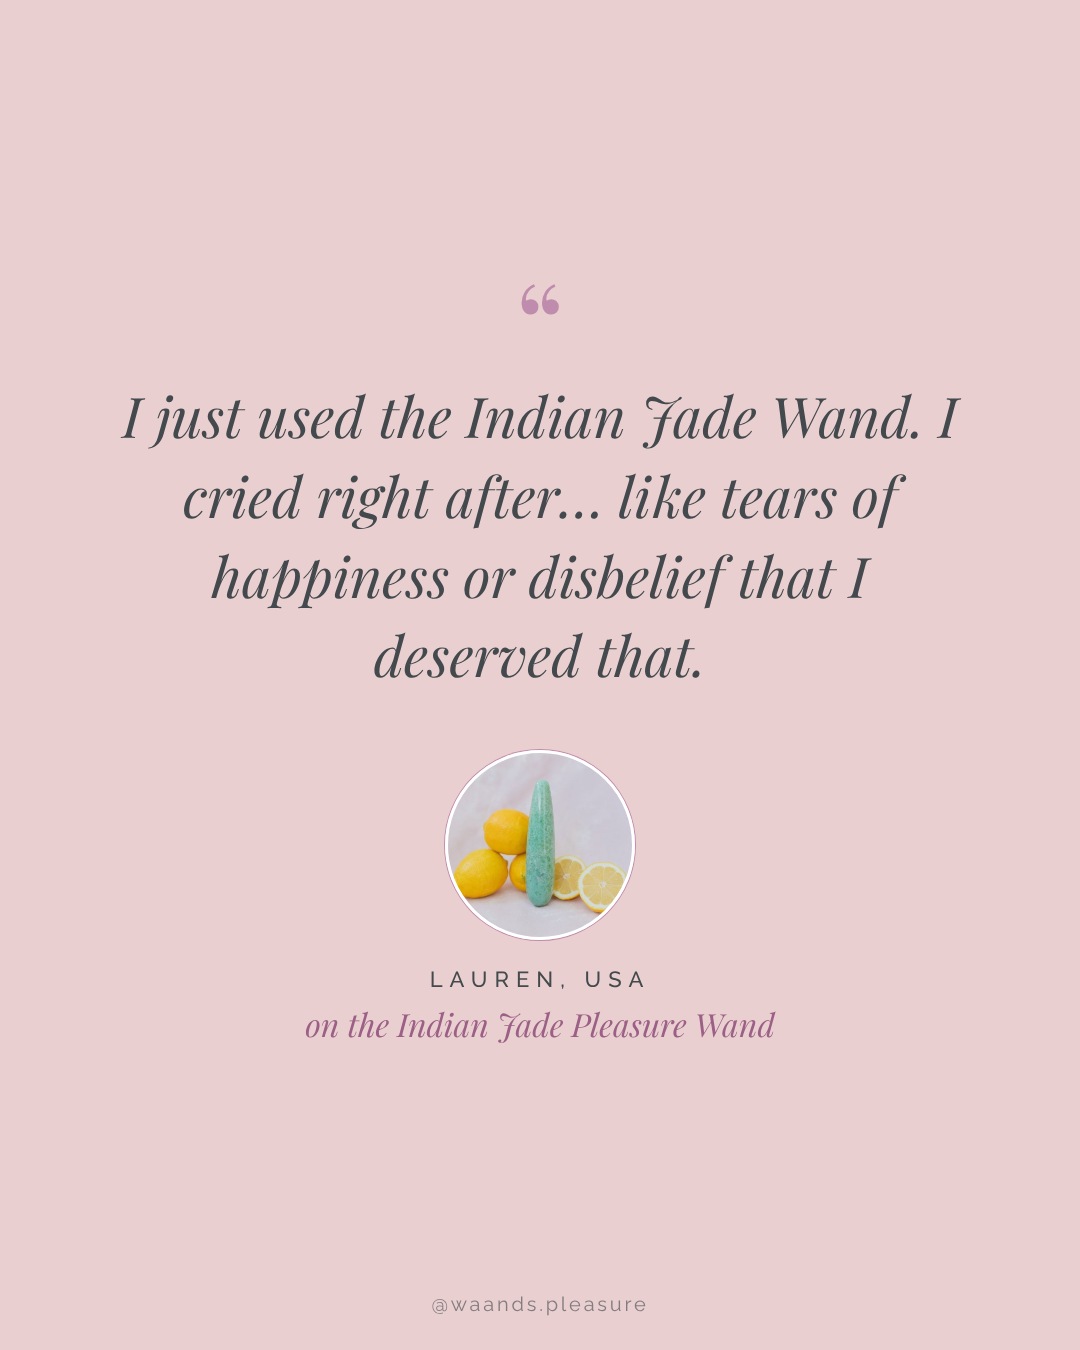 “
I just used the Indian Jade Wand. I
cried right after... like tears of
happiness or disbelief that I
deserved that.
LAUREN, USA
on the Indian Jade Pleasure Wand
@waands.pleasure